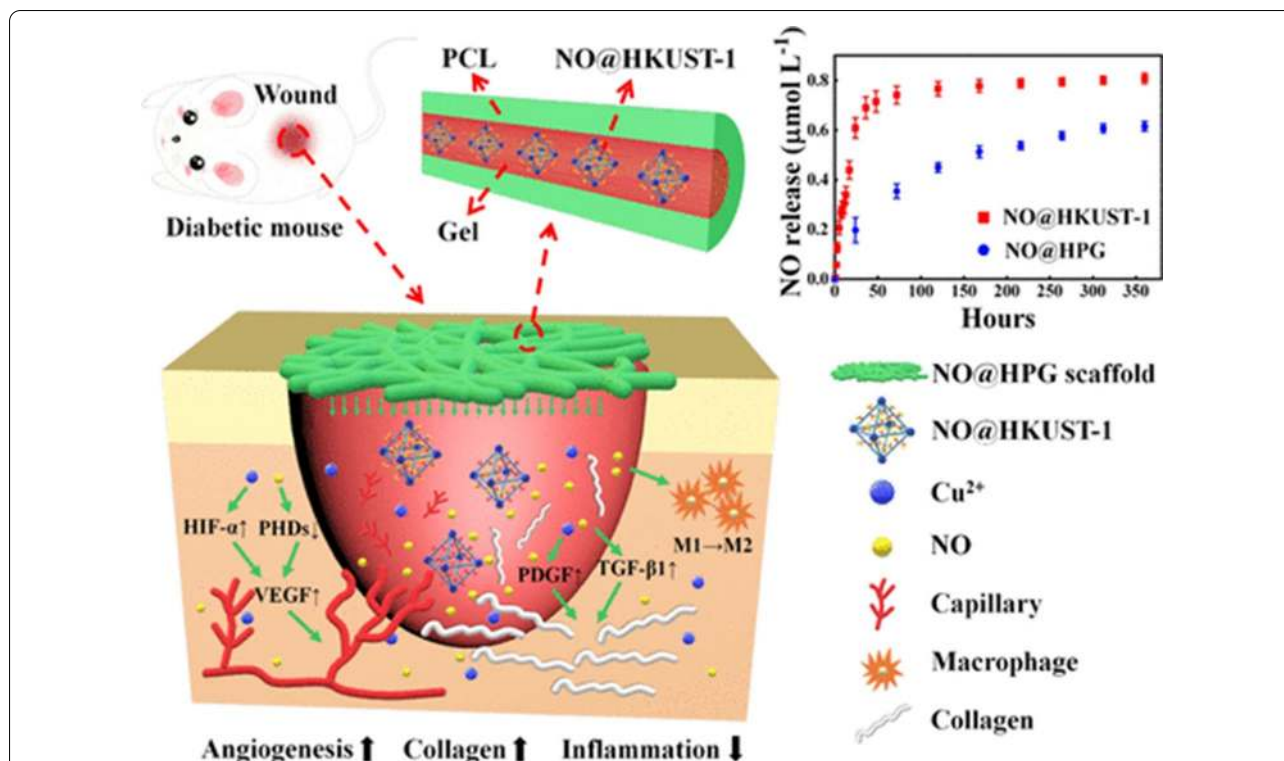 PCL
NO@HKUST-1
Wound
Diabetic mouse
Gel
NO release (μmol L⁻¹)
0.8
0.6
0.4
0.2
0.0
0
50
100
150
200
250
300
350
Hours
NO@HKUST-1
NO@HPG
NO@HPG scaffold
NO@HKUST-1
Cu²⁺
NO
Capillary
Macrophage
Collagen
HIF-α↑ PHDs↓
VEGF↑
PDGF↑ TGF-β1↑
M1→M2
Angiogenesis ⬆ Collagen ⬆ Inflammation ⬇